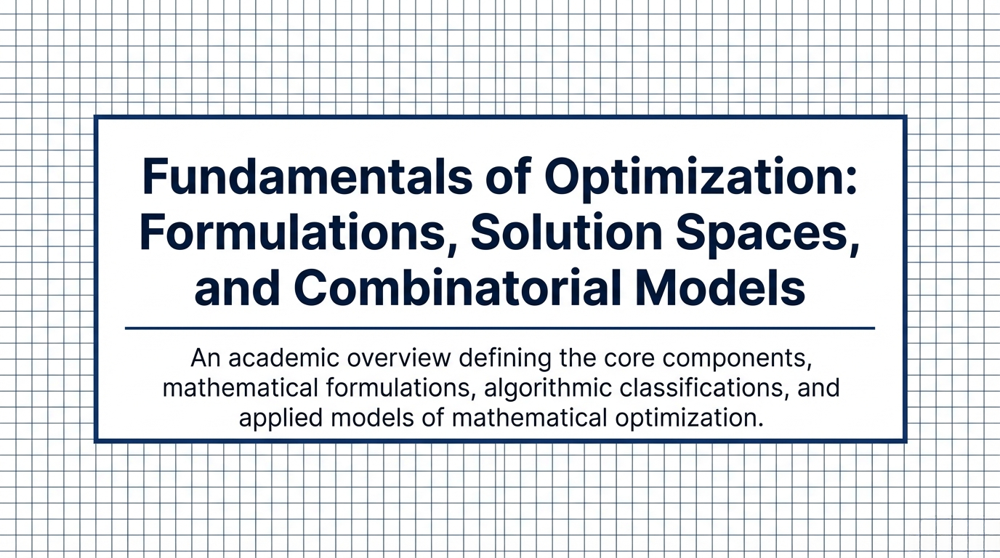 Fundamentals of Optimization:
Formulations, Solution Spaces,
and Combinatorial Models
An academic overview defining the core components,
mathematical formulations, algorithmic classifications, and
applied models of mathematical optimization.